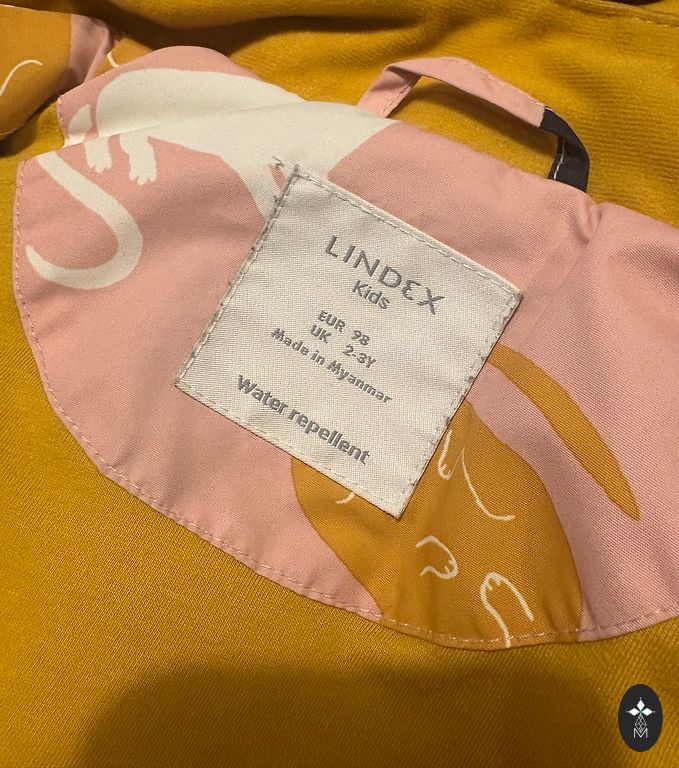 LINDEX
Kids
EUR 98
UK 2-3Y
Made in Myanmar
Water repellent